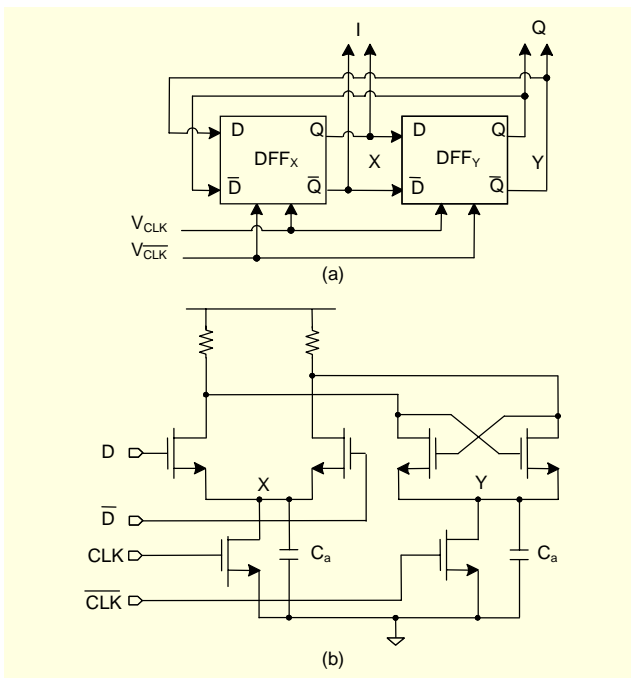 I Q
D Q D Q
DFFX X DFFY Y
D̅ Q̅ D̅ Q̅
VCLK
VC̅L̅K̅
(a)
D
X Y
D̅
CLK Ca Ca
C̅L̅K̅
(b)